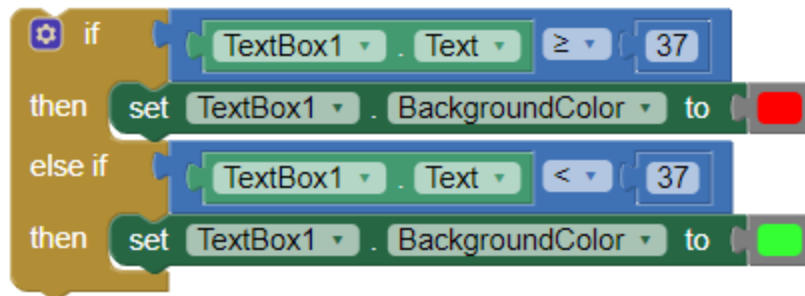 if TextBox1 . Text ≥ 37
then set TextBox1 . BackgroundColor to
else if TextBox1 . Text < 37
then set TextBox1 . BackgroundColor to